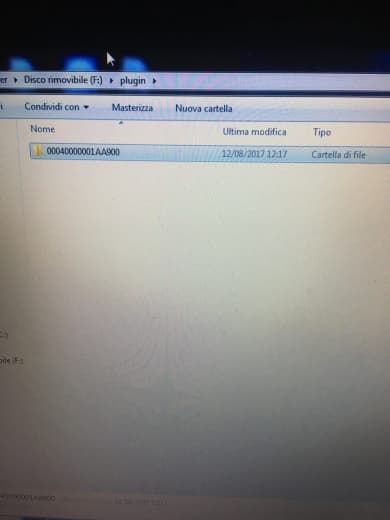 er ▸ Disco rimovibile (F:) ▸ plugin ▸
Condividi con ▾ Masterizza Nuova cartella
Nome Ultima modifica Tipo
00040000001AA900 12/08/2017 12:17 Cartella di file
C:)
bile (F:)